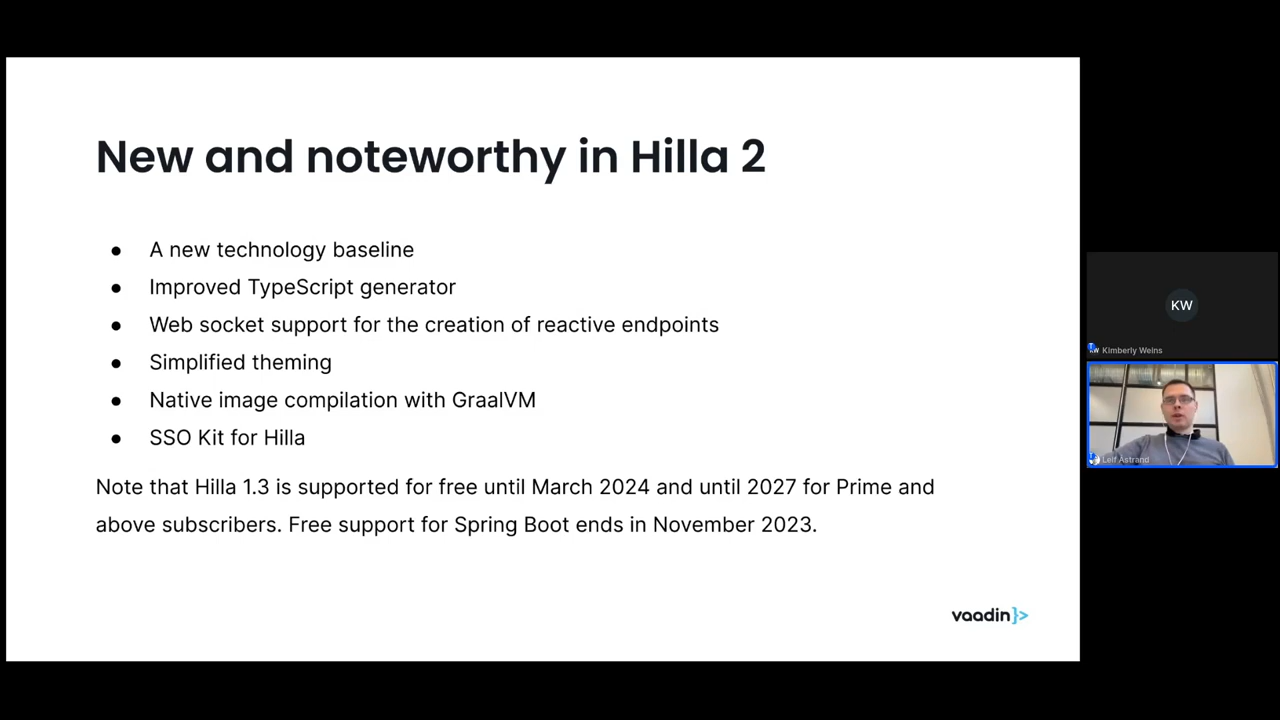 New and noteworthy in Hilla 2
● A new technology baseline
● Improved TypeScript generator
● Web socket support for the creation of reactive endpoints
● Simplified theming
● Native image compilation with GraalVM
● SSO Kit for Hilla
Note that Hilla 1.3 is supported for free until March 2024 and until 2027 for Prime and
above subscribers. Free support for Spring Boot ends in November 2023.
vaadin}>
KW
Kimberly Weins
Leif Åstrand